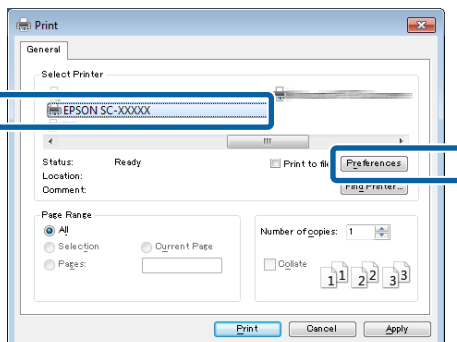 Print
General
Select Printer
EPSON SC-XXXXX
Status: Ready
Print to file
Preferences
Location:
Comment:
Find Printer...
Page Range
All
Selection
Current Page
Pages:
Number of copies: 1
Collate
1 1 2 2 3 3
Print
Cancel
Apply